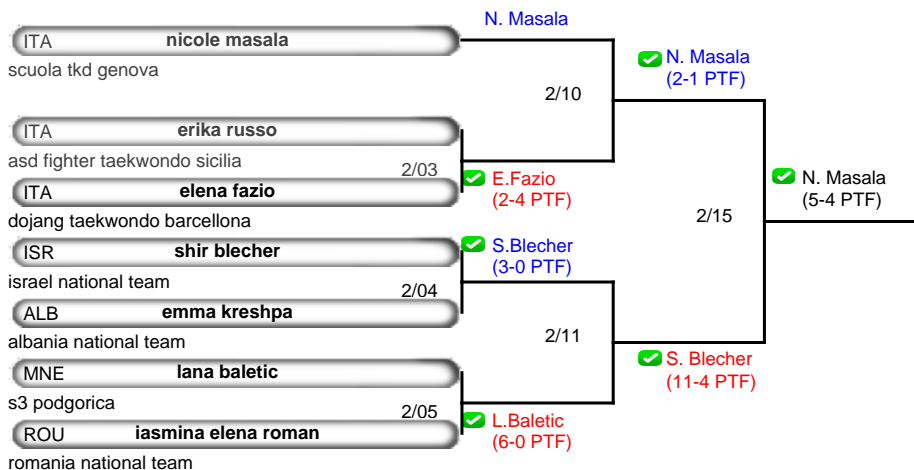 N. Masala
ITA nicole masala
scuola tkd genova
N. Masala
(2-1 PTF)
2/10
ITA erika russo
asd fighter taekwondo sicilia
2/03
E.Fazio
(2-4 PTF)
ITA elena fazio
dojang taekwondo barcellona
N. Masala
(5-4 PTF)
2/15
ISR shir blecher
israel national team
S.Blecher
(3-0 PTF)
2/04
ALB emma kreshpa
albania national team
2/11
S. Blecher
(11-4 PTF)
MNE lana baletic
s3 podgorica
2/05
L.Baletic
(6-0 PTF)
ROU iasmina elena roman
romania national team